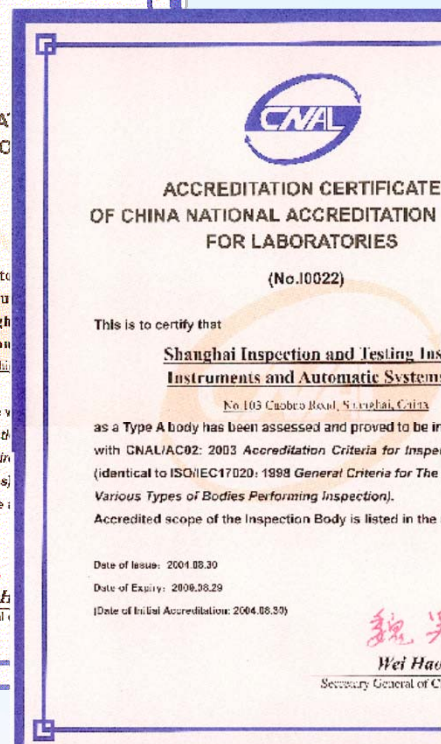 CNAL
ACCREDITATION CERTIFICATE
OF CHINA NATIONAL ACCREDITATION
FOR LABORATORIES
(No.I0022)
This is to certify that
Shanghai Inspection and Testing Ins
Instruments and Automatic Systems
No.103 Caobao Road, Shanghai, China
as a Type A body has been assessed and proved to be in
with CNAL/AC02: 2003 Accreditation Criteria for Inspe
(identical to ISO/IEC17020: 1998 General Criteria for The
Various Types of Bodies Performing Inspection).
Accredited scope of the Inspection Body is listed in the
Date of Issue: 2004.08.30
Date of Expiry: 2009.08.29
(Date of Initial Accreditation: 2004.08.30)
魏 昊
Wei Hao
Secretary General of C